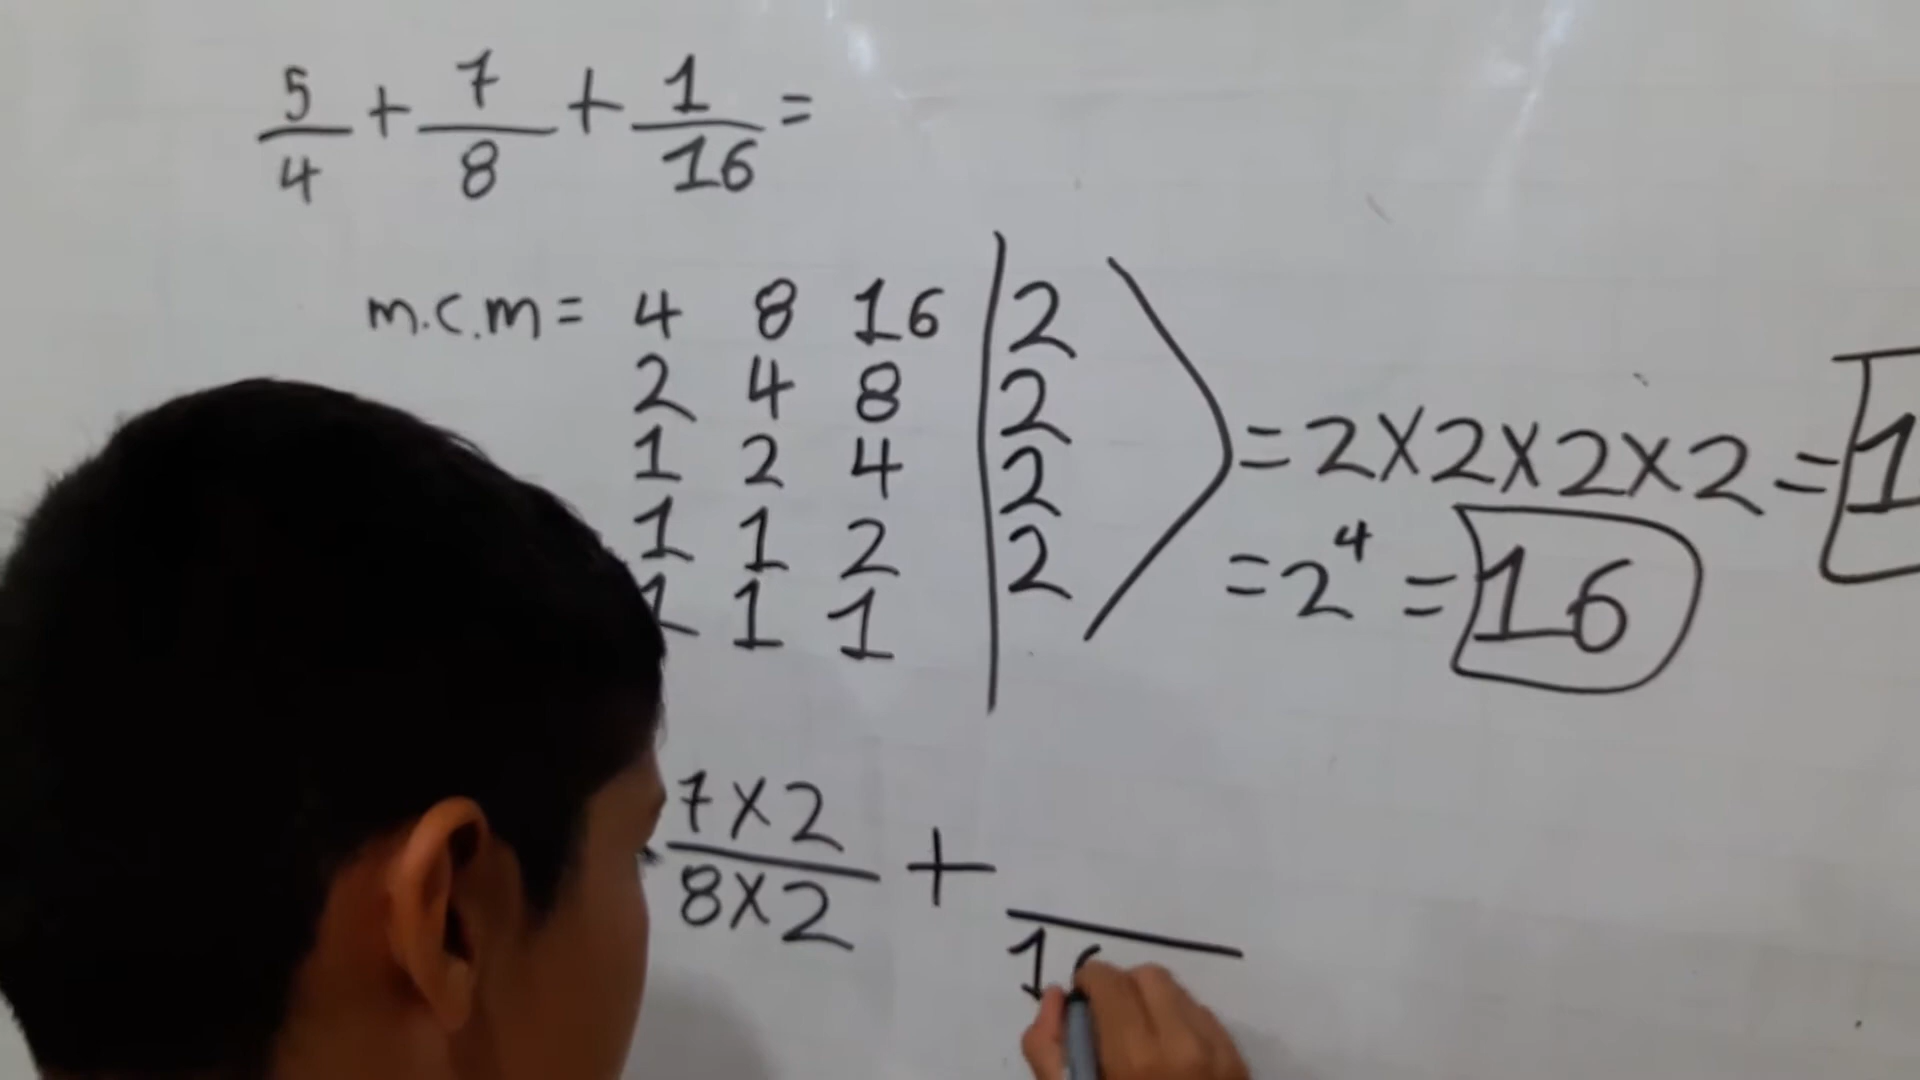 5/4 + 7/8 + 1/16 =
m.c.m = 4 8 16 | 2
2 4 8 | 2
1 2 4 | 2 = 2X2X2X2 = 1
1 1 2 | 2 = 2⁴ = 16
1 1 1
7X2/8X2 + /16